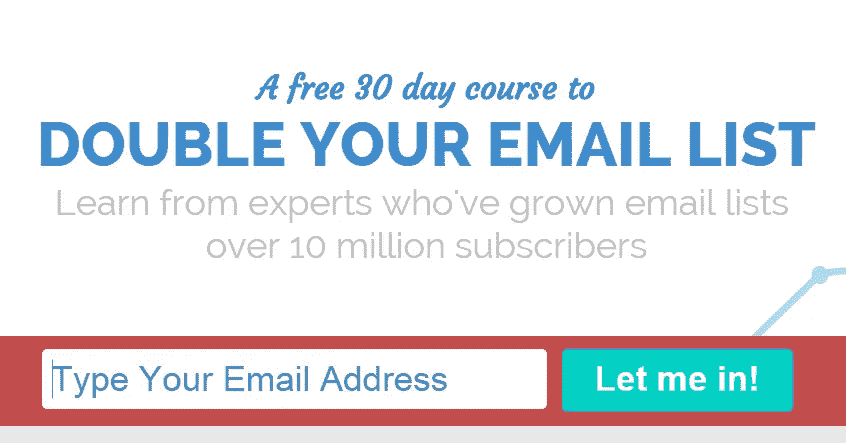 A free 30 day course to
DOUBLE YOUR EMAIL LIST
Learn from experts who've grown email lists
over 10 million subscribers
Type Your Email Address
Let me in!